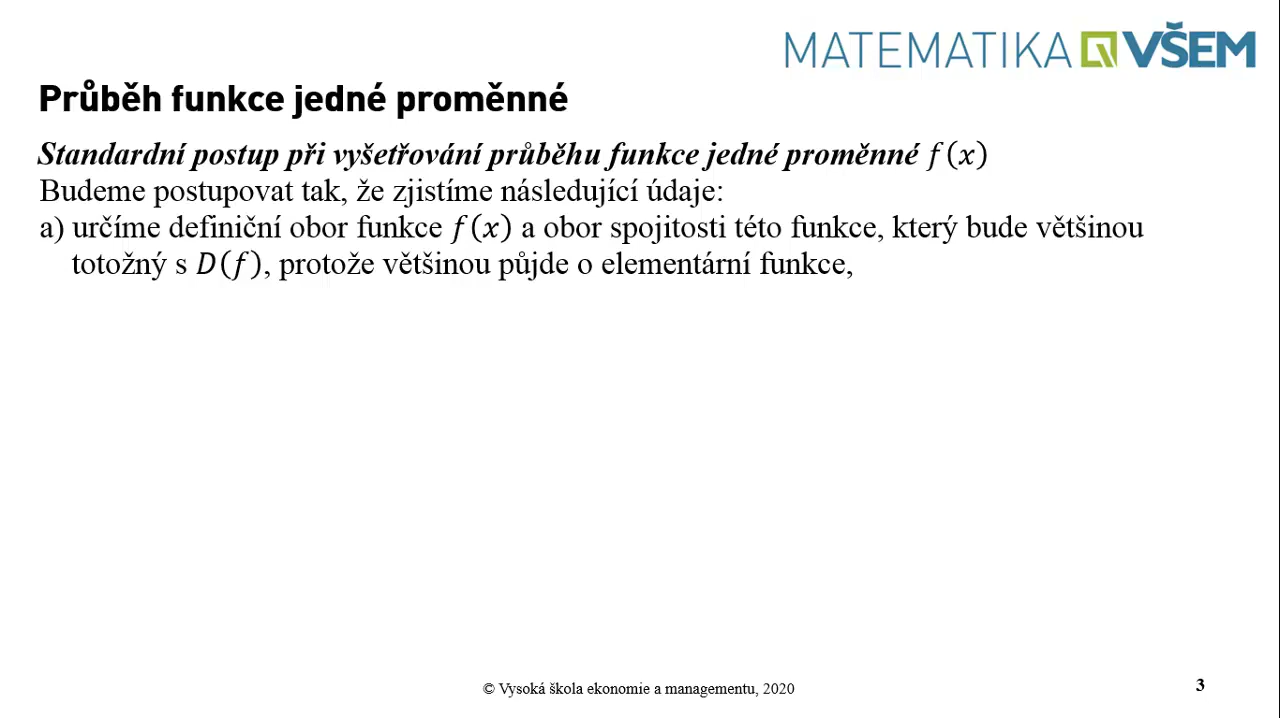 MATEMATIKA VŠEM
Průběh funkce jedné proměnné
Standardní postup při vyšetřování průběhu funkce jedné proměnné f(x)
Budeme postupovat tak, že zjistíme následující údaje:
a) určíme definiční obor funkce f(x) a obor spojitosti této funkce, který bude většinou
totožný s D(f), protože většinou půjde o elementární funkce,
© Vysoká škola ekonomie a managementu, 2020
3